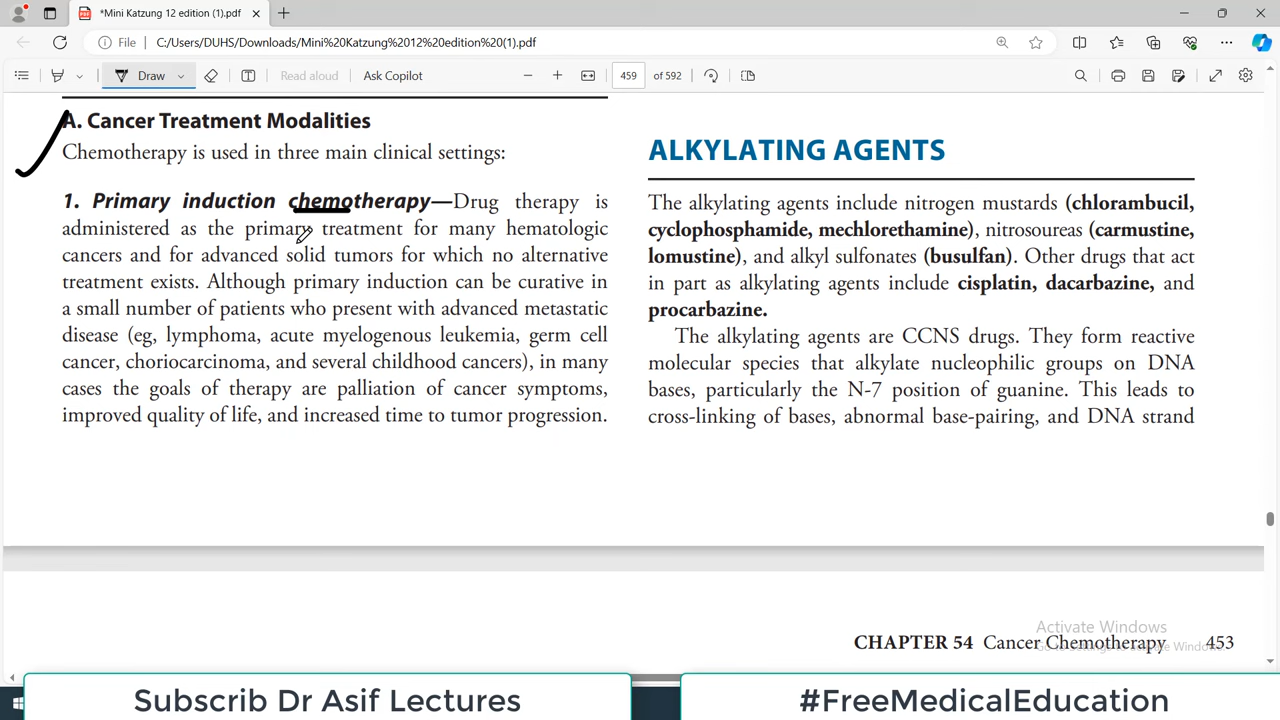 *Mini Katzung 12 edition (1).pdf
File C:/Users/DUHS/Downloads/Mini%20Katzung%2012%20edition%20(1).pdf
Draw Read aloud Ask Copilot 459 of 592
A. Cancer Treatment Modalities
Chemotherapy is used in three main clinical settings:
1. Primary induction chemotherapy—Drug therapy is
administered as the primary treatment for many hematologic
cancers and for advanced solid tumors for which no alternative
treatment exists. Although primary induction can be curative in
a small number of patients who present with advanced metastatic
disease (eg, lymphoma, acute myelogenous leukemia, germ cell
cancer, choriocarcinoma, and several childhood cancers), in many
cases the goals of therapy are palliation of cancer symptoms,
improved quality of life, and increased time to tumor progression.
ALKYLATING AGENTS
The alkylating agents include nitrogen mustards (chlorambucil,
cyclophosphamide, mechlorethamine), nitrosoureas (carmustine,
lomustine), and alkyl sulfonates (busulfan). Other drugs that act
in part as alkylating agents include cisplatin, dacarbazine, and
procarbazine.
The alkylating agents are CCNS drugs. They form reactive
molecular species that alkylate nucleophilic groups on DNA
bases, particularly the N-7 position of guanine. This leads to
cross-linking of bases, abnormal base-pairing, and DNA strand
Activate Windows
Go to Settings to activate Windows.
CHAPTER 54 Cancer Chemotherapy 453
Subscrib Dr Asif Lectures
#FreeMedicalEducation